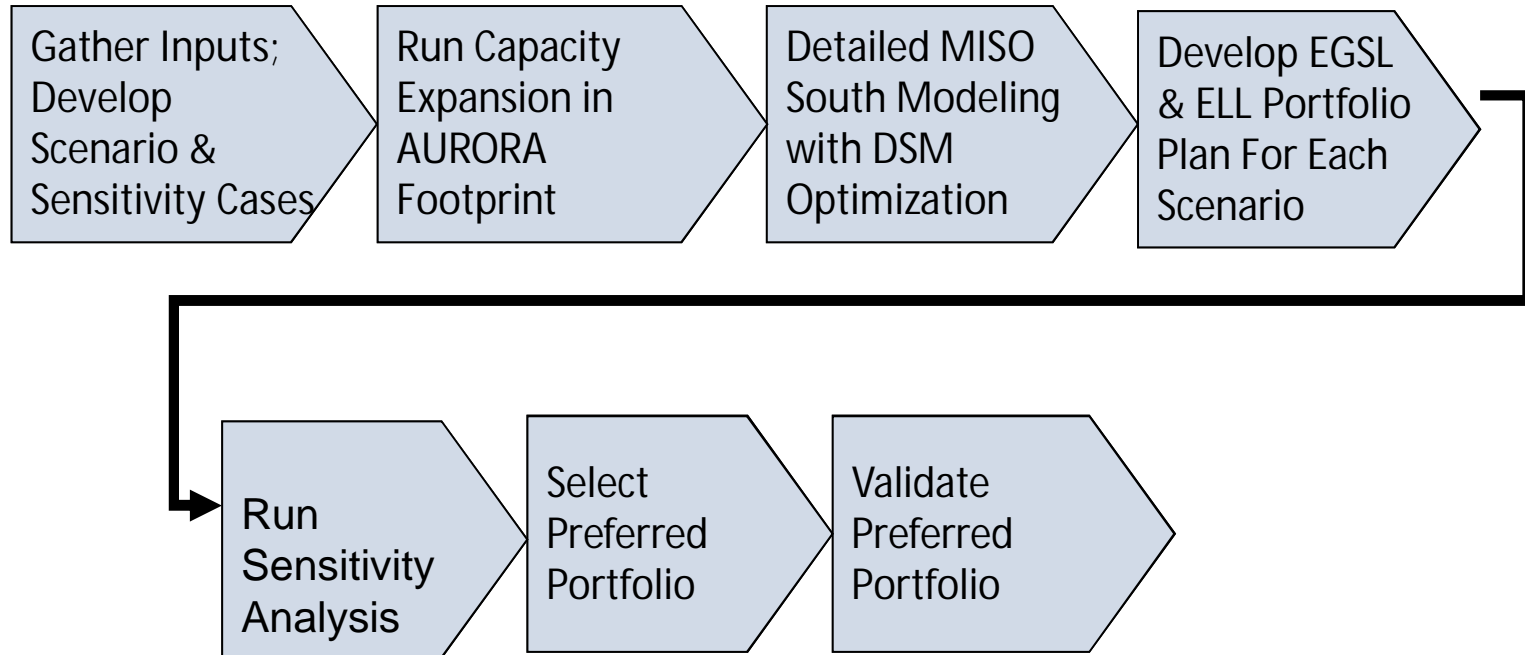 Gather Inputs;
Develop
Scenario &
Sensitivity Cases
Run Capacity
Expansion in
AURORA
Footprint
Detailed MISO
South Modeling
with DSM
Optimization
Develop EGSL
& ELL Portfolio
Plan For Each
Scenario
Run
Sensitivity
Analysis
Select
Preferred
Portfolio
Validate
Preferred
Portfolio